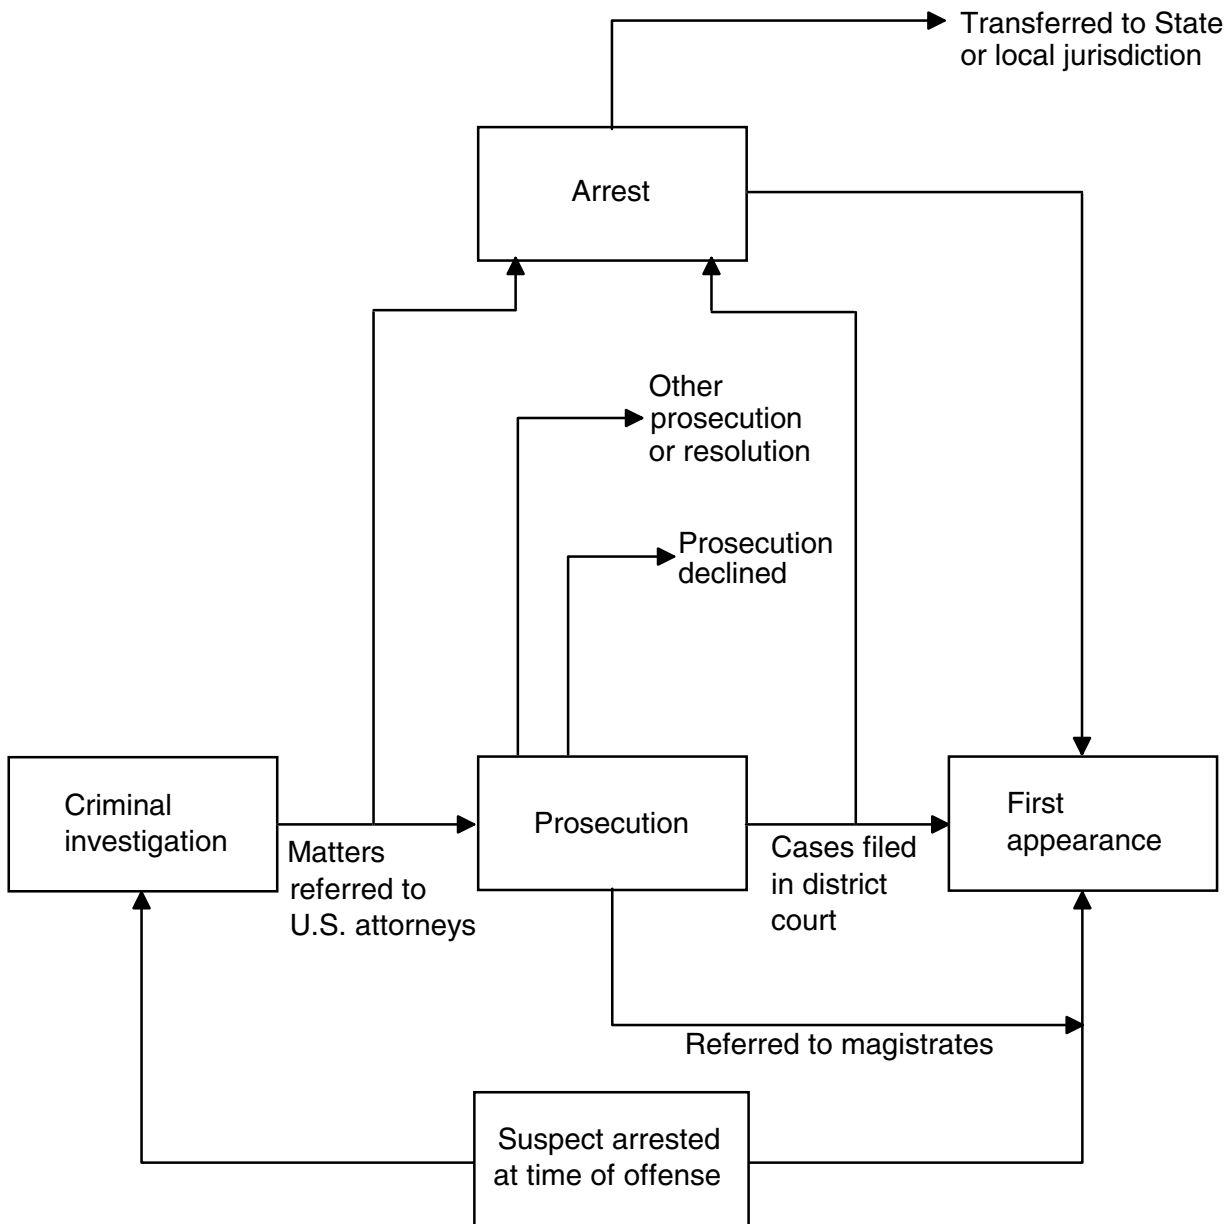 Transferred to State
or local jurisdiction
Arrest
Other
prosecution
or resolution
Prosecution
declined
Criminal
investigation
Matters
referred to
U.S. attorneys
Prosecution
Cases filed
in district
court
First
appearance
Referred to magistrates
Suspect arrested
at time of offense